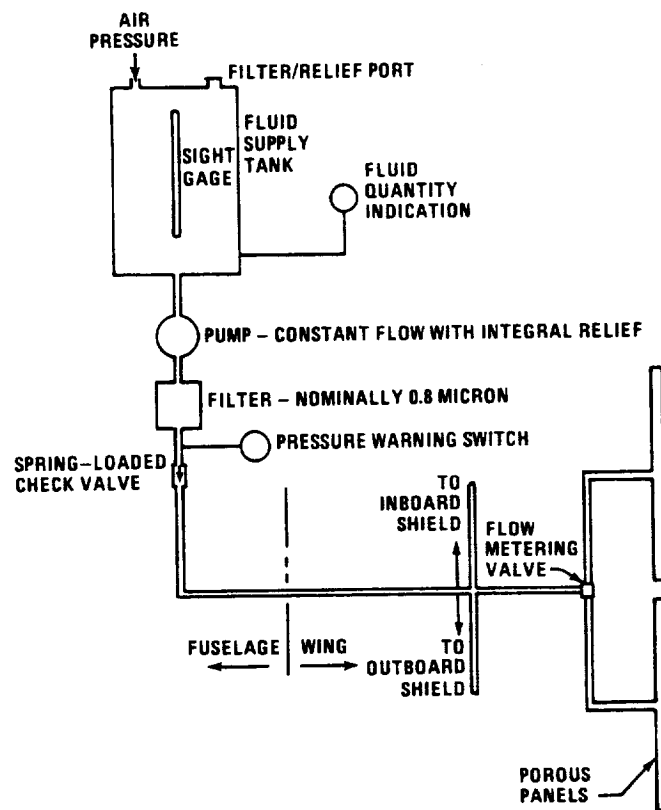 AIR
PRESSURE
FILTER/RELIEF PORT
FLUID
SUPPLY
TANK
SIGHT
GAGE
FLUID
QUANTITY
INDICATION
PUMP – CONSTANT FLOW WITH INTEGRAL RELIEF
FILTER – NOMINALLY 0.8 MICRON
PRESSURE WARNING SWITCH
SPRING–LOADED
CHECK VALVE
TO
INBOARD
SHIELD
FLOW
METERING
VALVE
FUSELAGE
WING
TO
OUTBOARD
SHIELD
POROUS
PANELS